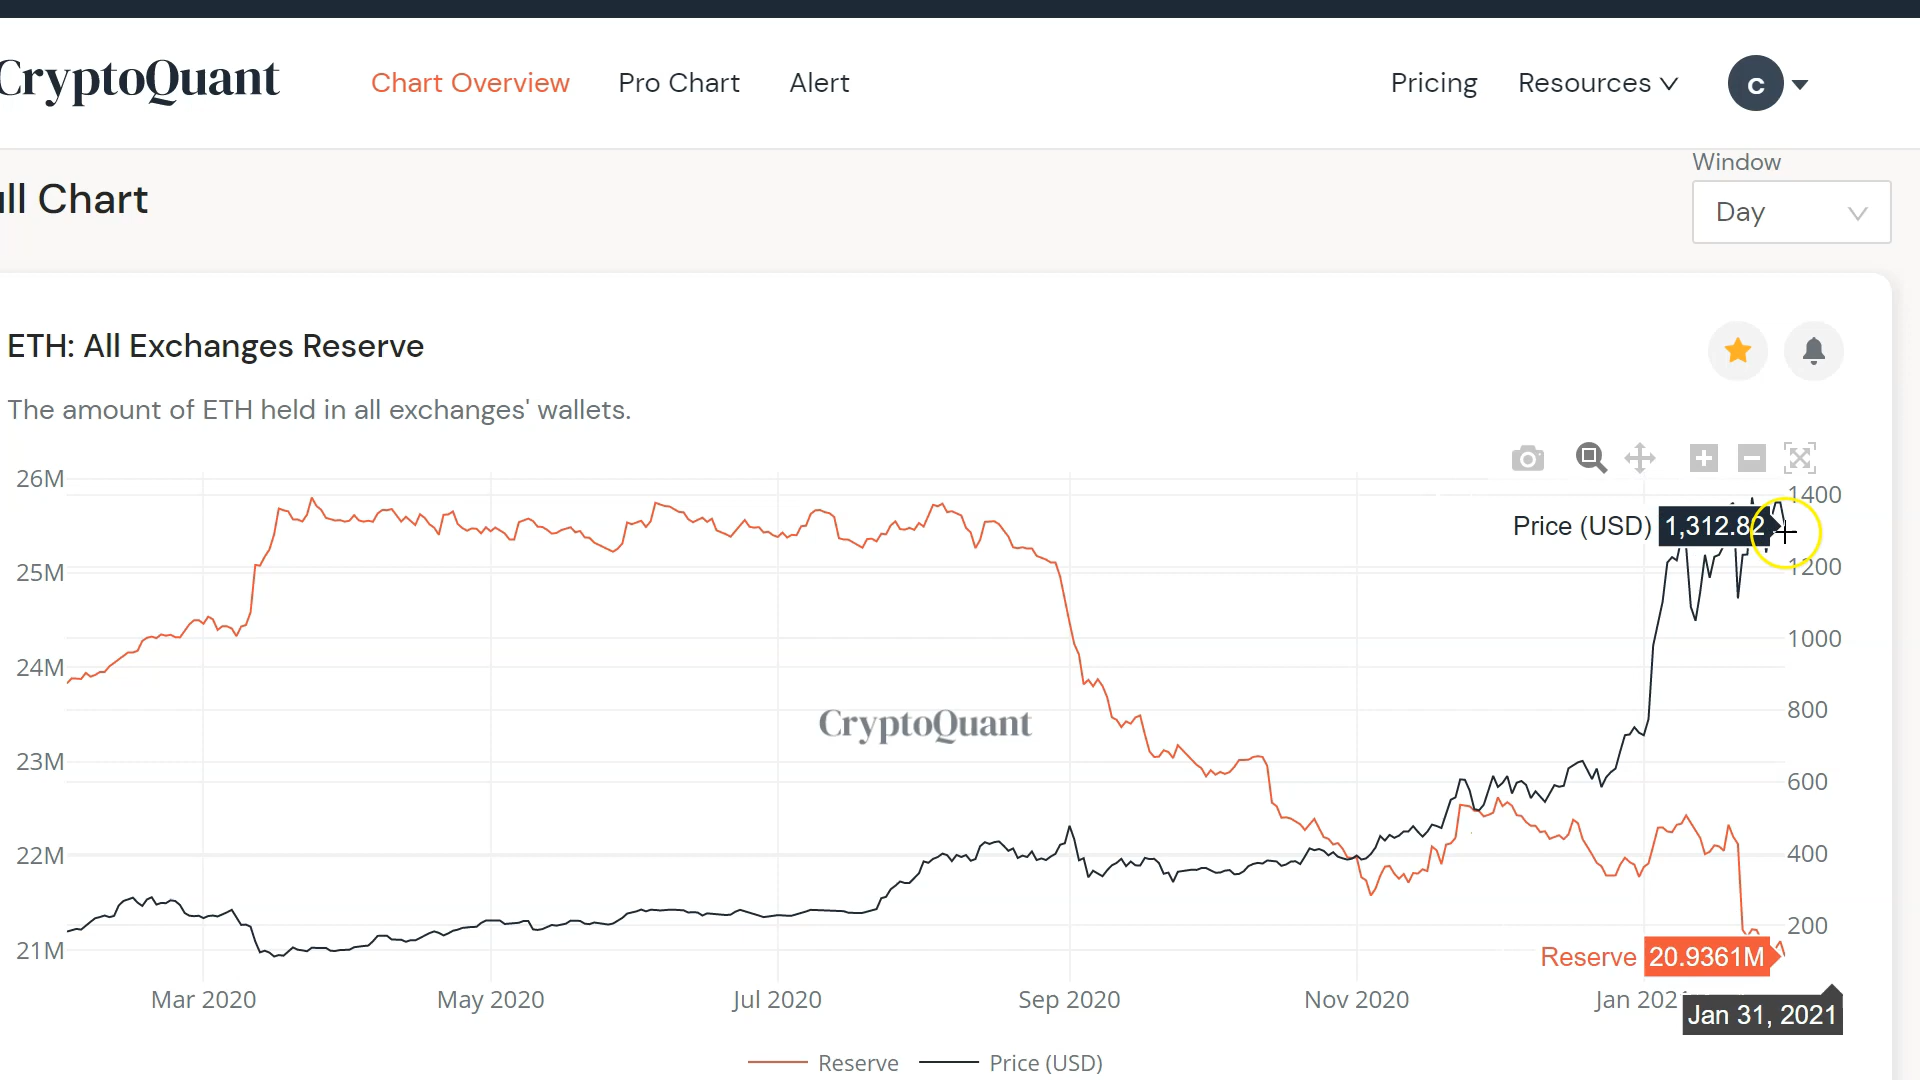 CryptoQuant
Chart Overview
Pro Chart
Alert
Pricing
Resources
C
Window
ull Chart
Day
ETH: All Exchanges Reserve
The amount of ETH held in all exchanges' wallets.
26M
1400
Price (USD) 1,312.82
25M
1200
1000
24M
CryptoQuant
800
23M
600
22M
400
200
21M
Reserve 20.9361M
Mar 2020
May 2020
Jul 2020
Sep 2020
Nov 2020
Jan 2021
Jan 31, 2021
Reserve
Price (USD)